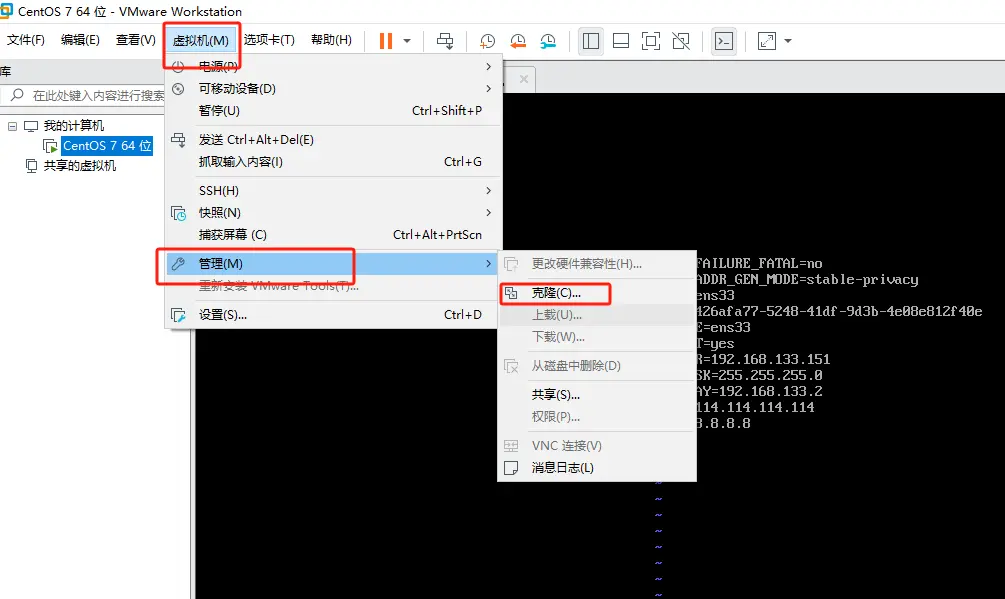 CentOS 7 64 位 - VMware Workstation
文件(F) 编辑(E) 查看(V) 虚拟机(M) 选项卡(T) 帮助(H)
库
在此处键入内容进行搜索
我的计算机
CentOS 7 64 位
共享的虚拟机
电源(P)
可移动设备(D)
暂停(U) Ctrl+Shift+P
发送 Ctrl+Alt+Del(E)
抓取输入内容(I) Ctrl+G
SSH(H)
快照(N)
捕获屏幕 (C) Ctrl+Alt+PrtScn
管理(M)
重新安装 VMware Tools(T)...
设置(S)... Ctrl+D
更改硬件兼容性(H)...
克隆(C)...
上载(U)...
下载(W)...
从磁盘中删除(D)
共享(S)...
权限(P)...
VNC 连接(V)
消息日志(L)
FAILURE_FATAL=no
ADDR_GEN_MODE=stable-privacy
ens33
426afa77-5248-41df-9d3b-4e08e812f40e
E=ens33
T=yes
R=192.168.133.151
SK=255.255.255.0
AY=192.168.133.2
114.114.114.114
8.8.8.8
~
~
~
~
~
~
~
~